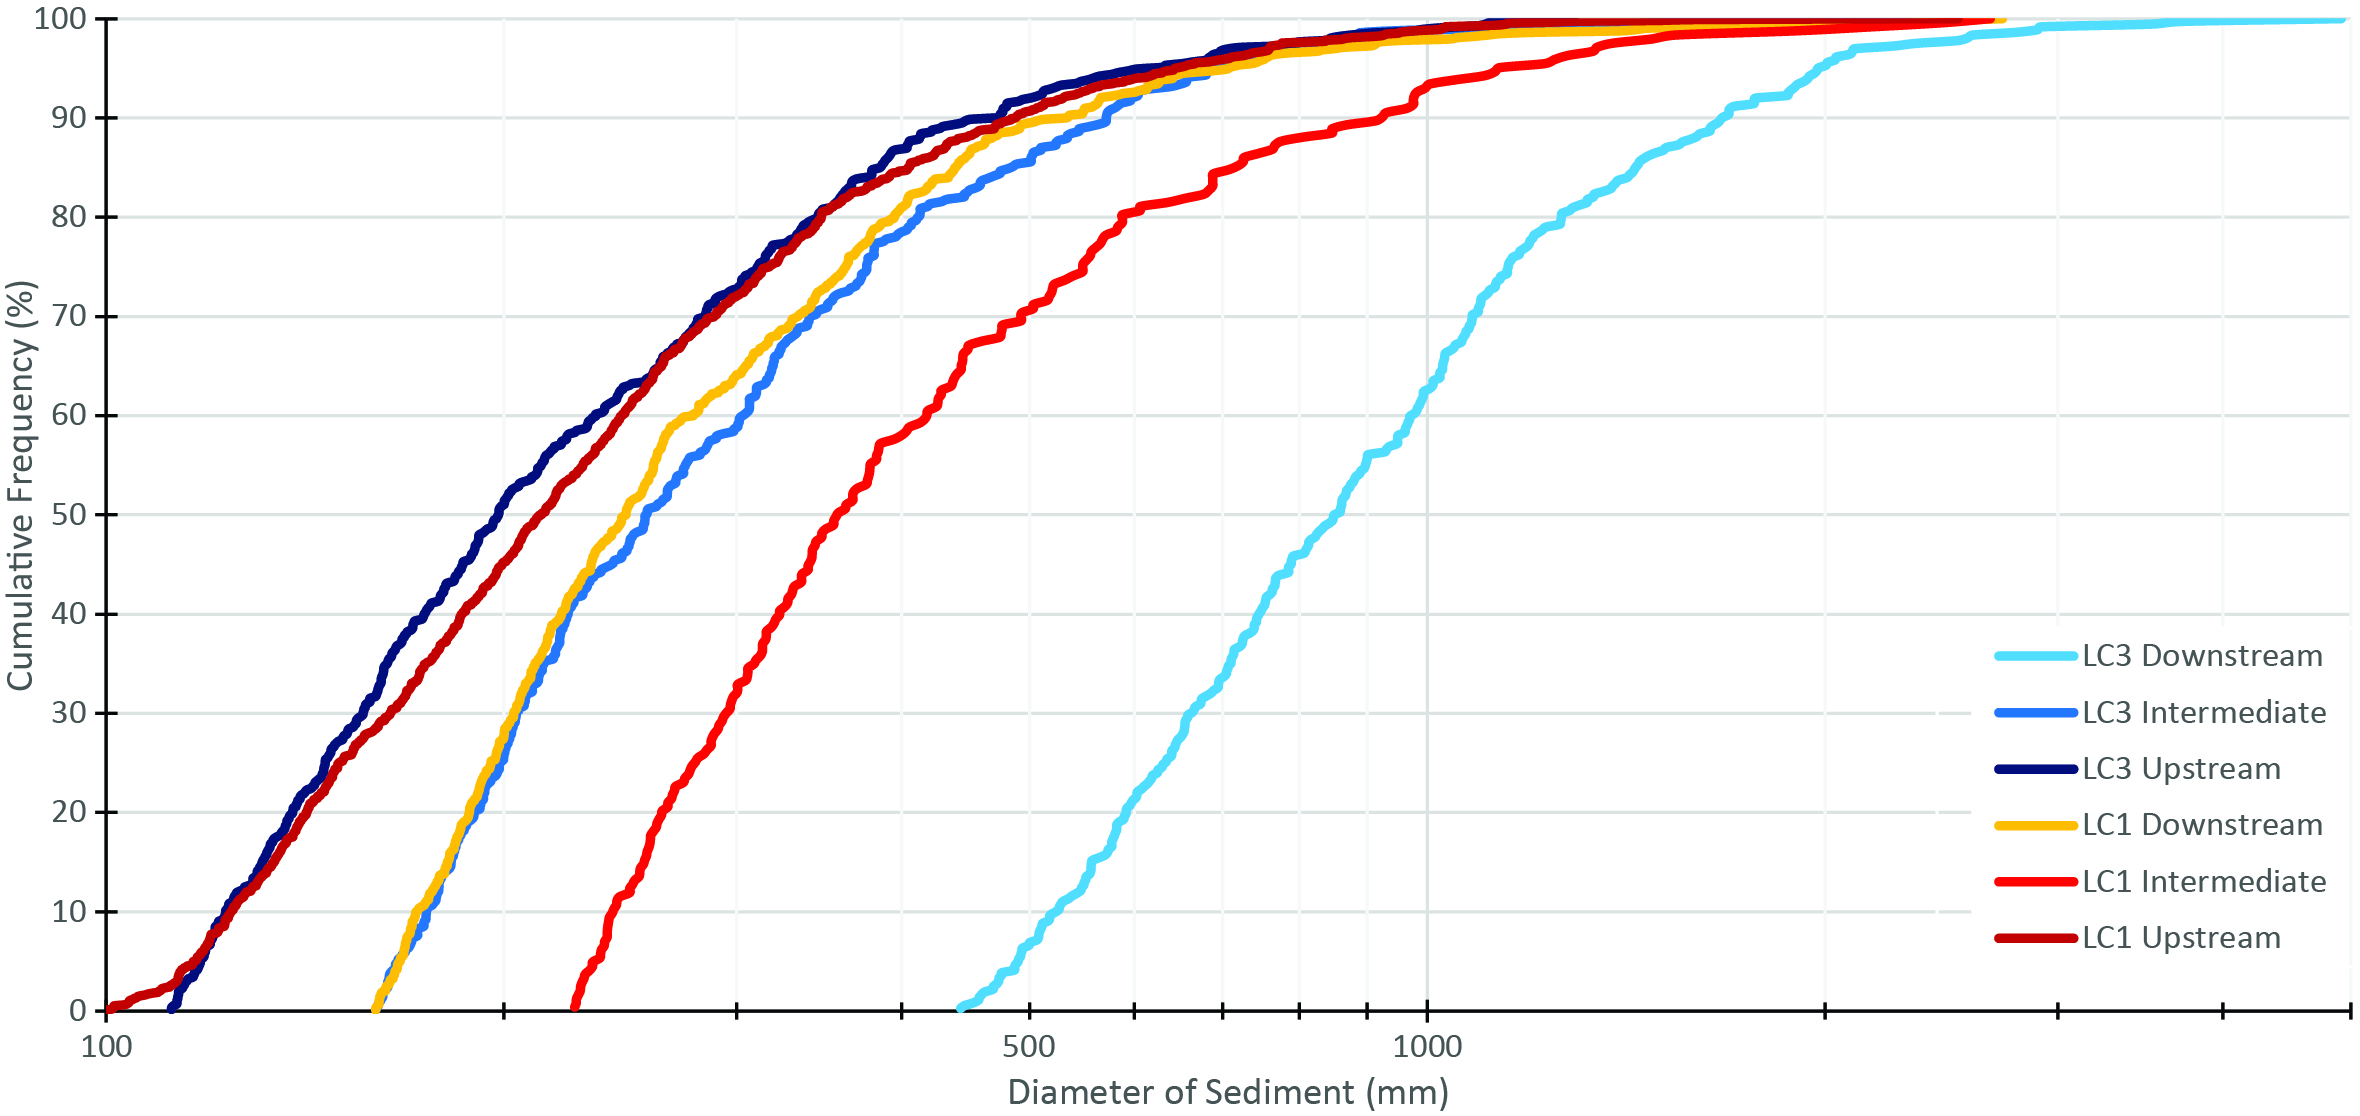 100
90
80
70
60
50
40
30
20
10
0
Cumulative Frequency (%)
100
500
1000
Diameter of Sediment (mm)
LC3 Downstream
LC3 Intermediate
LC3 Upstream
LC1 Downstream
LC1 Intermediate
LC1 Upstream